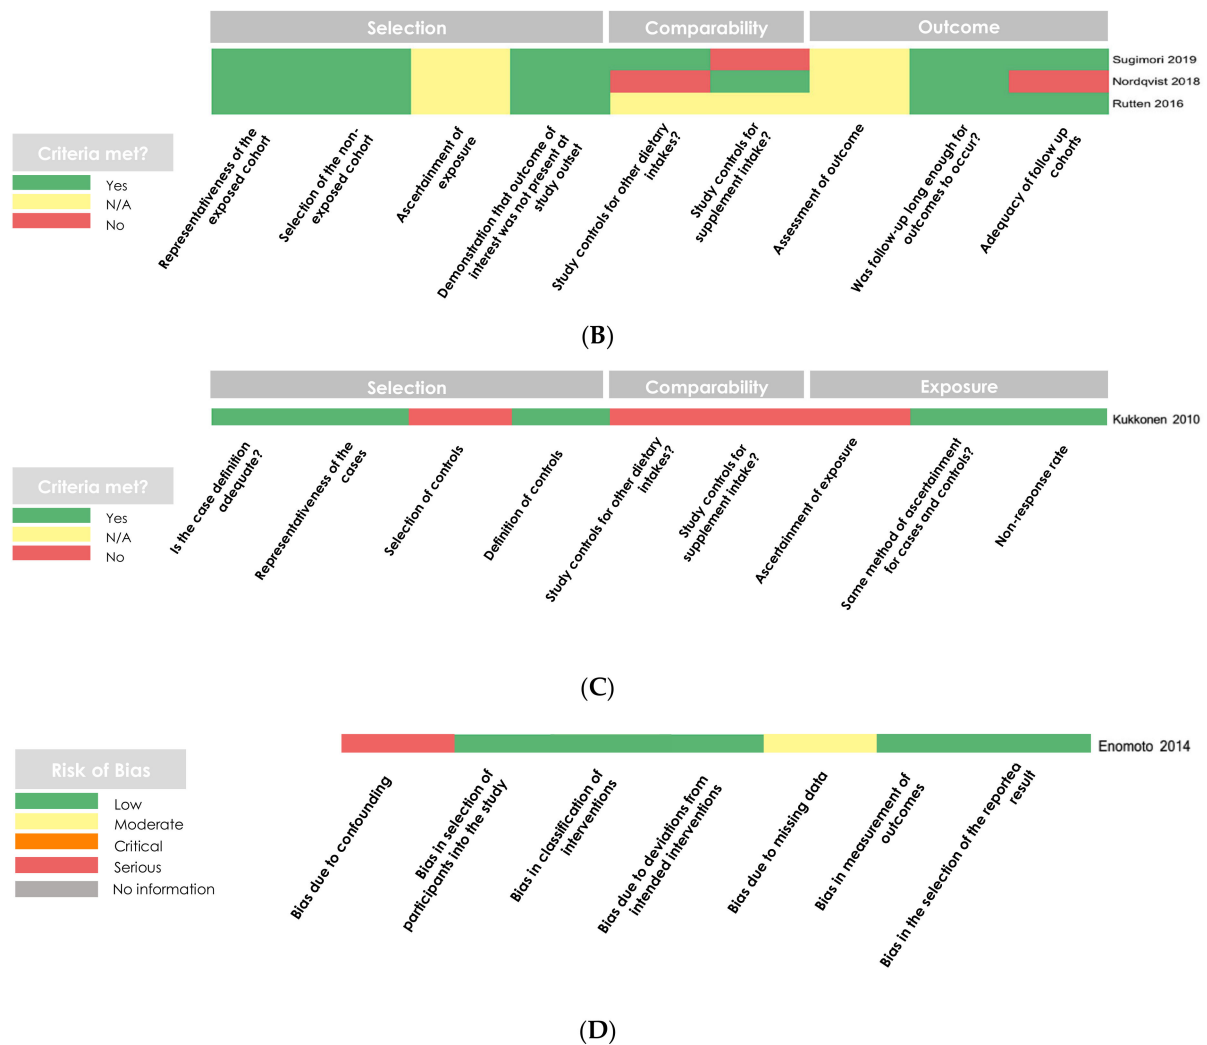 Selection
Comparability
Outcome
Sugimori 2019
Nordqvist 2018
Rutten 2016
Criteria met?
Yes
N/A
No
Representativeness of the
exposed cohort
Selection of the non-
exposed cohort
Ascertainment of
exposure
Demonstration that outcome of
interest was not present at
study outset
Study controls for other dietary
intakes?
Study controls for
supplement intake?
Assessment of outcome
Was follow-up long enough for
outcomes to occur?
Adequacy of follow up
cohorts
(B)
Selection
Comparability
Exposure
Kukkonen 2010
Criteria met?
Yes
N/A
No
Is the case definition
adequate?
Representativeness of the
cases
Selection of controls
Definition of controls
Study controls for other dietary
intakes?
Study controls for
supplement intake?
Ascertainment of exposure
Same method of ascertainment
for cases and controls?
Non-response rate
(C)
Enomoto 2014
Risk of Bias
Low
Moderate
Critical
Serious
No information
Bias due to confounding
Bias in selection of
participants into the study
Bias in classification of
interventions
Bias due to deviations from
intended interventions
Bias due to missing data
Bias in measurement of
outcomes
Bias in the selection of the reported
result
(D)